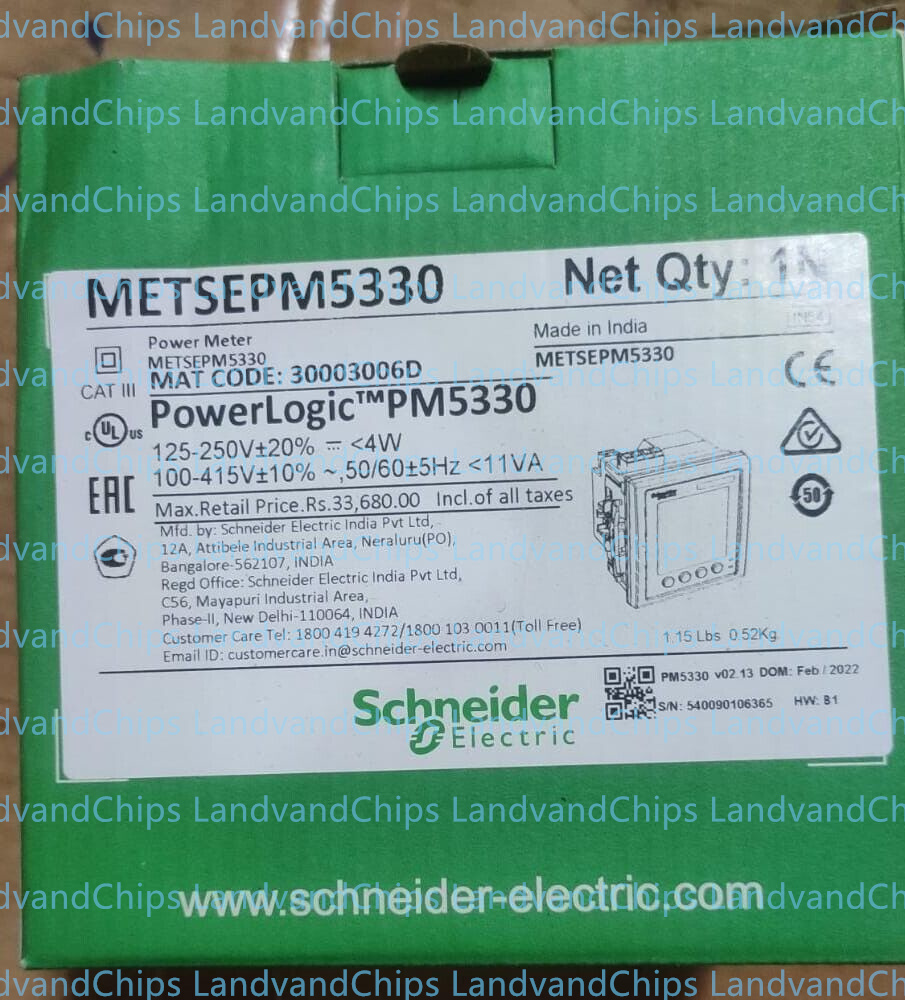 LandvandChips LandvandChips LandvandChips
METSEPM5330
Net Qty: 1N
IN54
Power Meter
METSEPM5330
MAT CODE: 30003006D
Made in India
METSEPM5330
CAT III
CE
PowerLogic™PM5330
c UL us
125-250V±20% ⎓ <4W
100-415V±10% ~,50/60±5Hz <11VA
EAC
50
Max.Retail Price.Rs.33,680.00 Incl.of all taxes
Mfd. by: Schneider Electric India Pvt Ltd,
12A, Attibele Industrial Area, Neraluru(PO),
Bangalore-562107, INDIA
Regd Office: Schneider Electric India Pvt Ltd,
C56, Mayapuri Industrial Area,
Phase-II, New Delhi-110064, INDIA
Customer Care Tel: 1800 419 4272/1800 103 0011(Toll Free)
Email ID: customercare.in@schneider-electric.com
1.15 Lbs 0.52Kg
PM5330 v02.13 DOM: Feb/2022
S/N: 540090106365 HW: B1
Schneider
Electric
www.schneider-electric.com